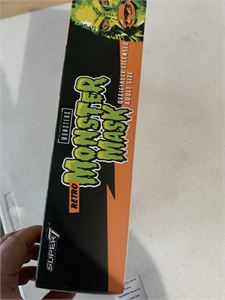 MONSTERS
RETRO
MONSTER
MASK
OFFICIALLY LICENSED
ADULT SIZE
SUPER7